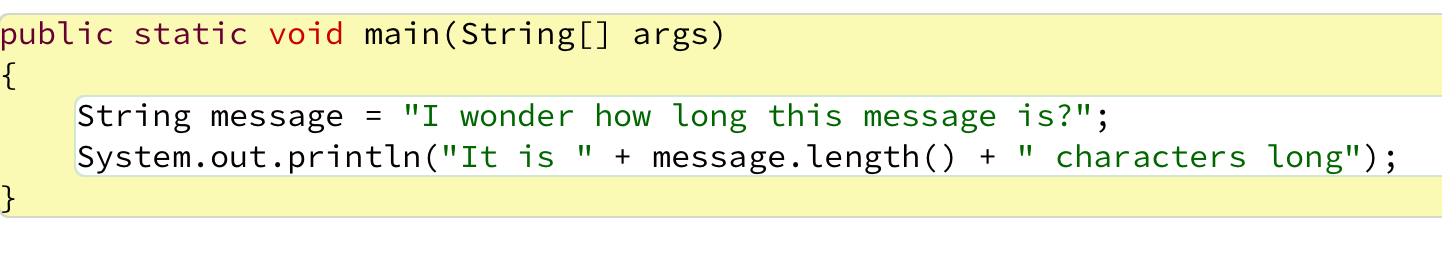 public static void main(String[] args)
{
    String message = "I wonder how long this message is?";
    System.out.println("It is " + message.length() + " characters long");
}